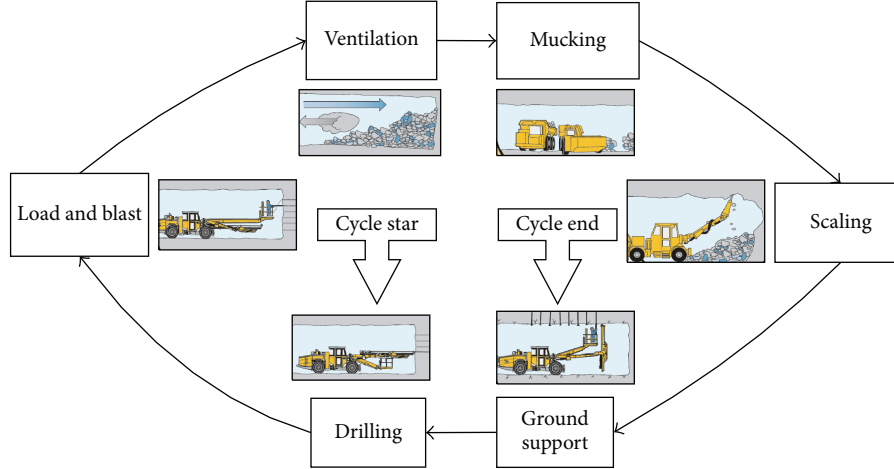 Ventilation
Mucking
Load and blast
Cycle star
Cycle end
Scaling
Drilling
Ground
support